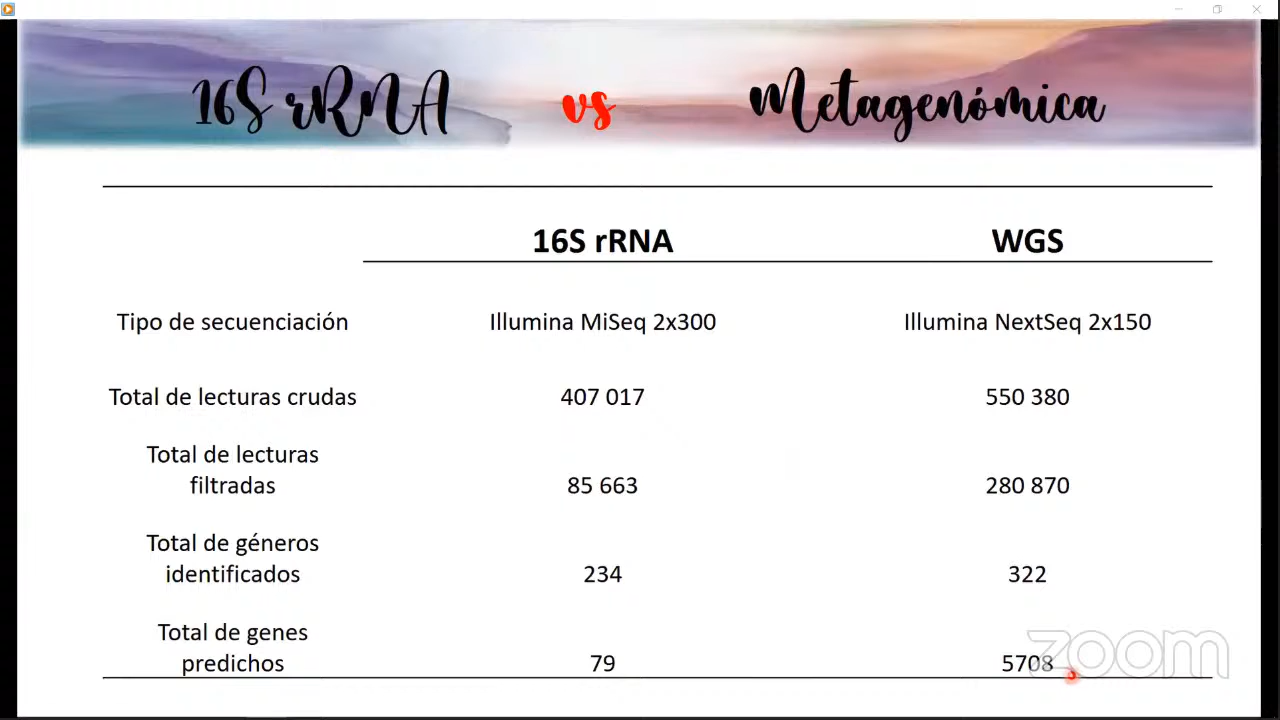 16S rRNA vs Metagenómica
16S rRNA WGS
Tipo de secuenciación Illumina MiSeq 2x300 Illumina NextSeq 2x150
Total de lecturas crudas 407 017 550 380
Total de lecturas
filtradas 85 663 280 870
Total de géneros
identificados 234 322
Total de genes
predichos 79 5708
zoom